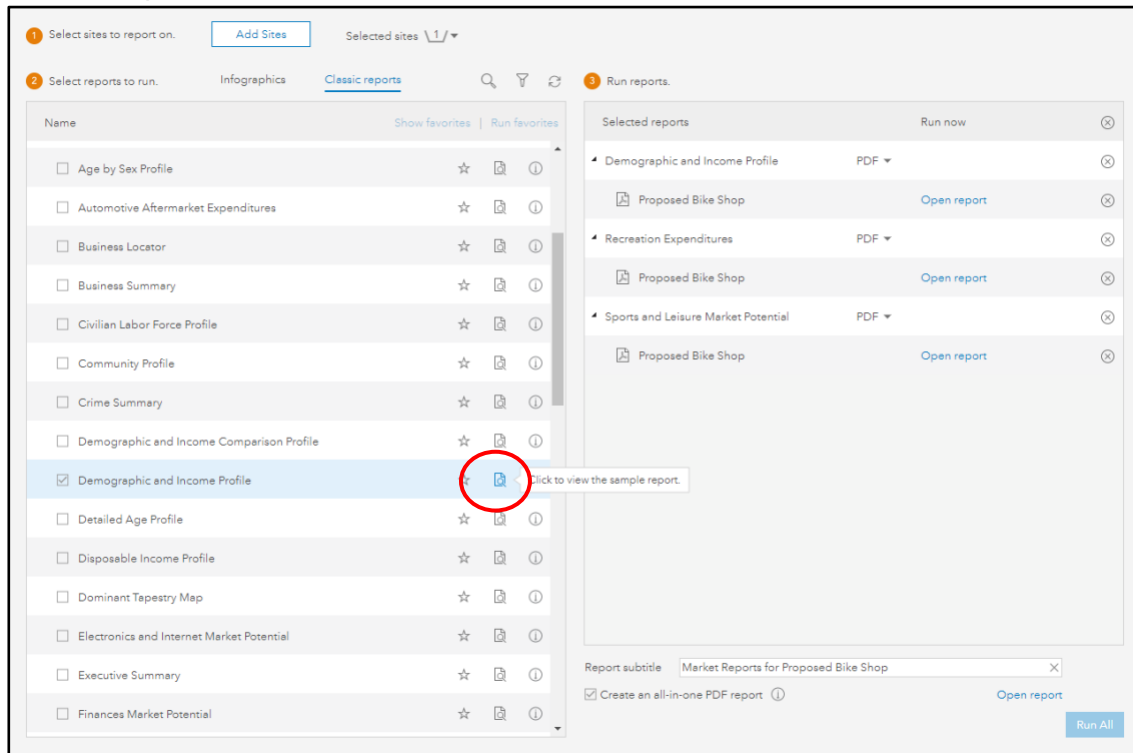 1 Select sites to report on. Add Sites Selected sites \1/
2 Select reports to run. Infographics Classic reports 3 Run reports.
Name Show favorites | Run favorites
Age by Sex Profile
Automotive Aftermarket Expenditures
Business Locator
Business Summary
Civilian Labor Force Profile
Community Profile
Crime Summary
Demographic and Income Comparison Profile
Demographic and Income Profile
Click to view the sample report.
Detailed Age Profile
Disposable Income Profile
Dominant Tapestry Map
Electronics and Internet Market Potential
Executive Summary
Finances Market Potential
Selected reports Run now
Demographic and Income Profile PDF
Proposed Bike Shop Open report
Recreation Expenditures PDF
Proposed Bike Shop Open report
Sports and Leisure Market Potential PDF
Proposed Bike Shop Open report
Report subtitle Market Reports for Proposed Bike Shop
Create an all-in-one PDF report Open report
Run All